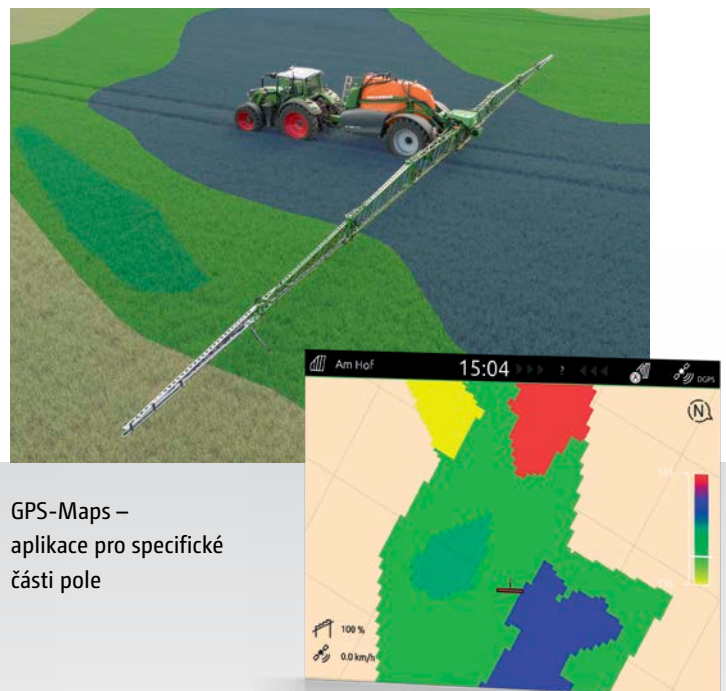 Am Hof
15:04
?
DGPS
N
100 %
0.0 km/h
GPS-Maps –
aplikace pro specifické
části pole